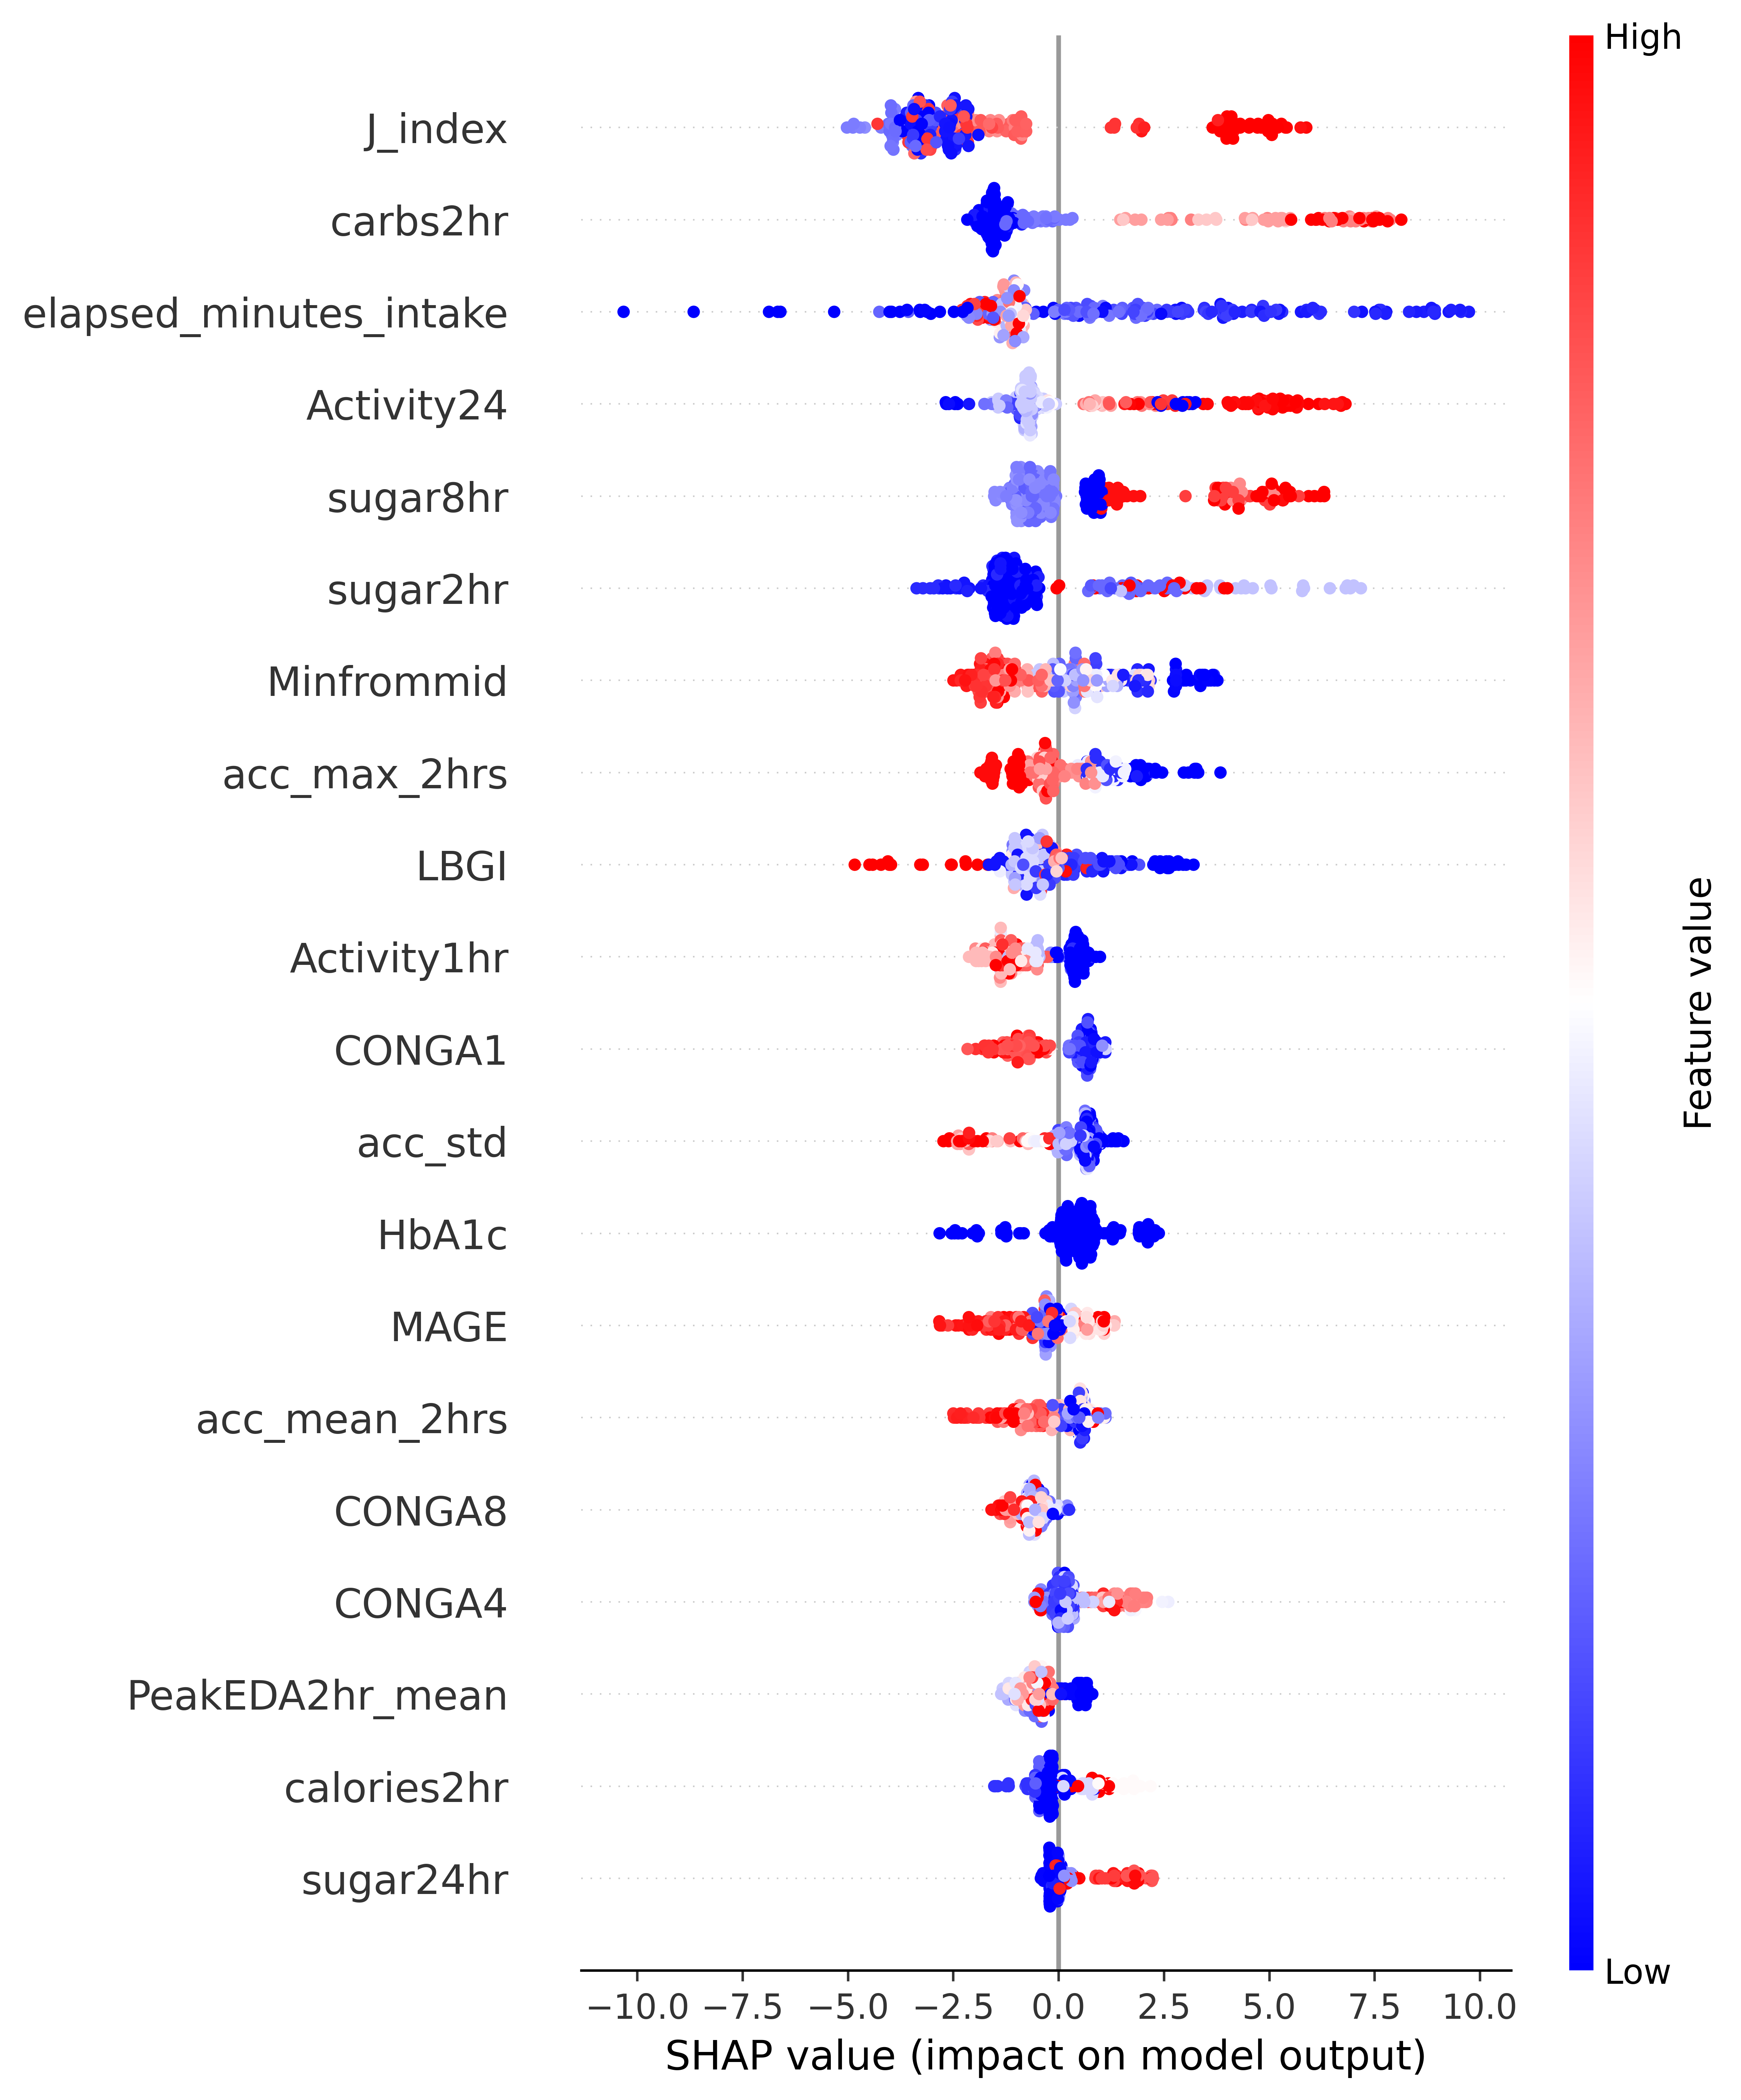 High
J_index
carbs2hr
elapsed_minutes_intake
Activity24
sugar8hr
sugar2hr
Minfrommid
acc_max_2hrs
LBGI
Activity1hr
CONGA1
acc_std
HbA1c
MAGE
acc_mean_2hrs
CONGA8
CONGA4
PeakEDA2hr_mean
calories2hr
sugar24hr
Feature value
Low
−10.0 −7.5 −5.0 −2.5 0.0 2.5 5.0 7.5 10.0
SHAP value (impact on model output)